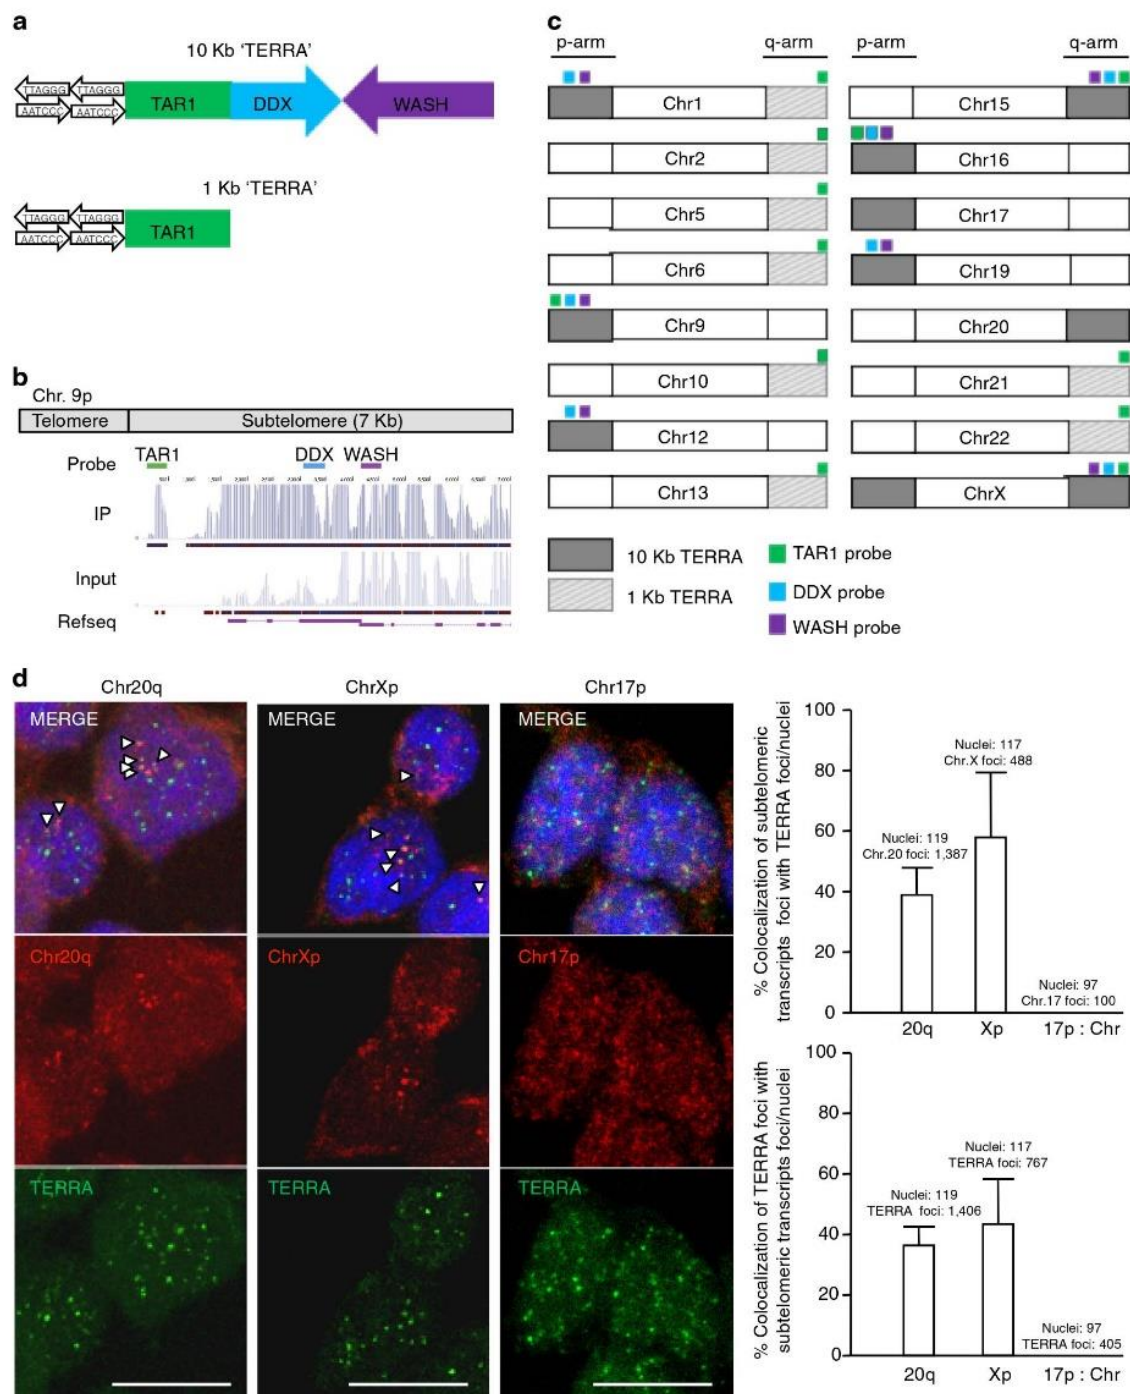 a
10 Kb 'TERRA'
TTAGGG TTAGGG
AATCCC AATCCC
TAR1 DDX WASH
1 Kb 'TERRA'
TTAGGG TTAGGG
AATCCC AATCCC
TAR1
b
Chr. 9p
Telomere Subtelomere (7 Kb)
Probe TAR1 DDX WASH
IP
Input
Refseq
c
p-arm q-arm p-arm q-arm
Chr1 Chr15
Chr2 Chr16
Chr5 Chr17
Chr6 Chr19
Chr9 Chr20
Chr10 Chr21
Chr12 Chr22
Chr13 ChrX
10 Kb TERRA
1 Kb TERRA
TAR1 probe
DDX probe
WASH probe
d
Chr20q ChrXp Chr17p
MERGE MERGE MERGE
Chr20q ChrXp Chr17p
TERRA TERRA TERRA
% Colocalization of subtelomeric
transcripts foci with TERRA foci/nuclei
100
80
60
40
20
0
Nuclei: 119
Chr.20 foci: 1,387
Nuclei: 117
Chr.X foci: 488
Nuclei: 97
Chr.17 foci: 100
20q Xp 17p : Chr
% Colocalization of TERRA foci with
subtelomeric transcripts foci/nuclei
100
80
60
40
20
0
Nuclei: 119
TERRA foci: 1,406
Nuclei: 117
TERRA foci: 767
Nuclei: 97
TERRA foci: 405
20q Xp 17p : Chr